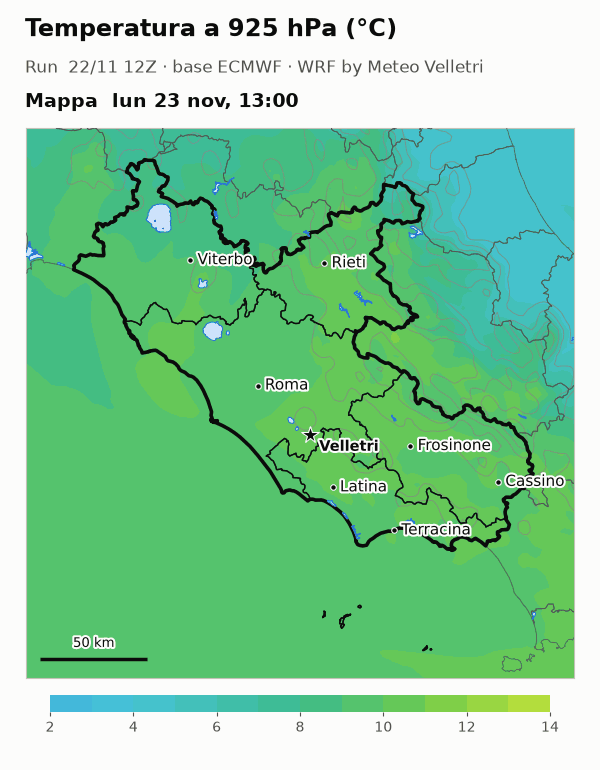 Temperatura a 925 hPa (°C)
Run  22/11 12Z · base ECMWF · WRF by Meteo Velletri
Mappa  lun 23 nov, 13:00
Viterbo
Rieti
Roma
Velletri
Frosinone
Cassino
Latina
Terracina
50 km
2 4 6 8 10 12 14